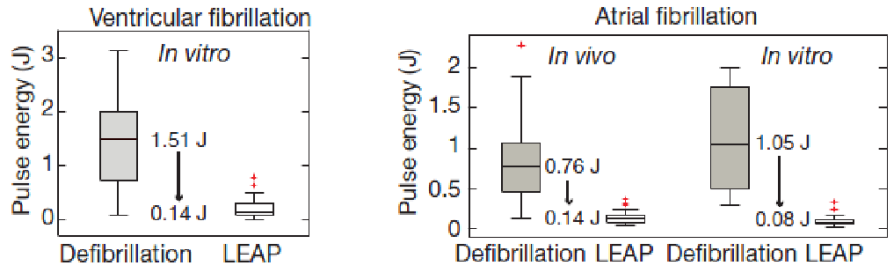 Ventricular fibrillation
Pulse energy (J)
3
2
1
0
In vitro
1.51 J
0.14 J
Defibrillation LEAP
Atrial fibrillation
Pulse energy (J)
2
1.5
1
0.5
0
In vivo
In vitro
0.76 J
0.14 J
1.05 J
0.08 J
Defibrillation LEAP Defibrillation LEAP